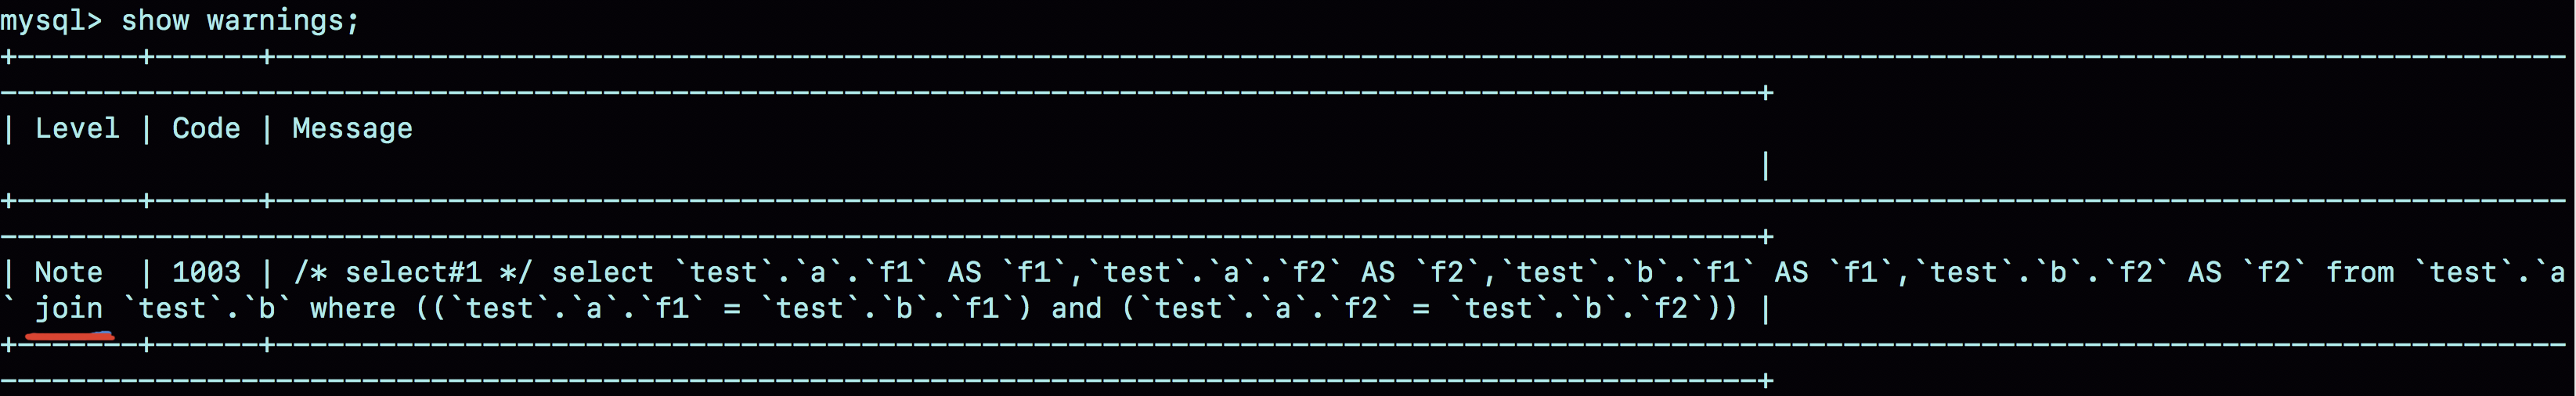 mysql> show warnings;
+-------+------+--------------------------------------------------------------------------------------------------------------------------------------
-------------------------------------------------------------------------------------------------------+
| Level | Code | Message
|
+-------+------+--------------------------------------------------------------------------------------------------------------------------------------
-------------------------------------------------------------------------------------------------------+
| Note  | 1003 | /* select#1 */ select `test`.`a`.`f1` AS `f1`,`test`.`a`.`f2` AS `f2`,`test`.`b`.`f1` AS `f1`,`test`.`b`.`f2` AS `f2` from `test`.`a
` join `test`.`b` where ((`test`.`a`.`f1` = `test`.`b`.`f1`) and (`test`.`a`.`f2` = `test`.`b`.`f2`)) |
+-------+------+--------------------------------------------------------------------------------------------------------------------------------------
-------------------------------------------------------------------------------------------------------+